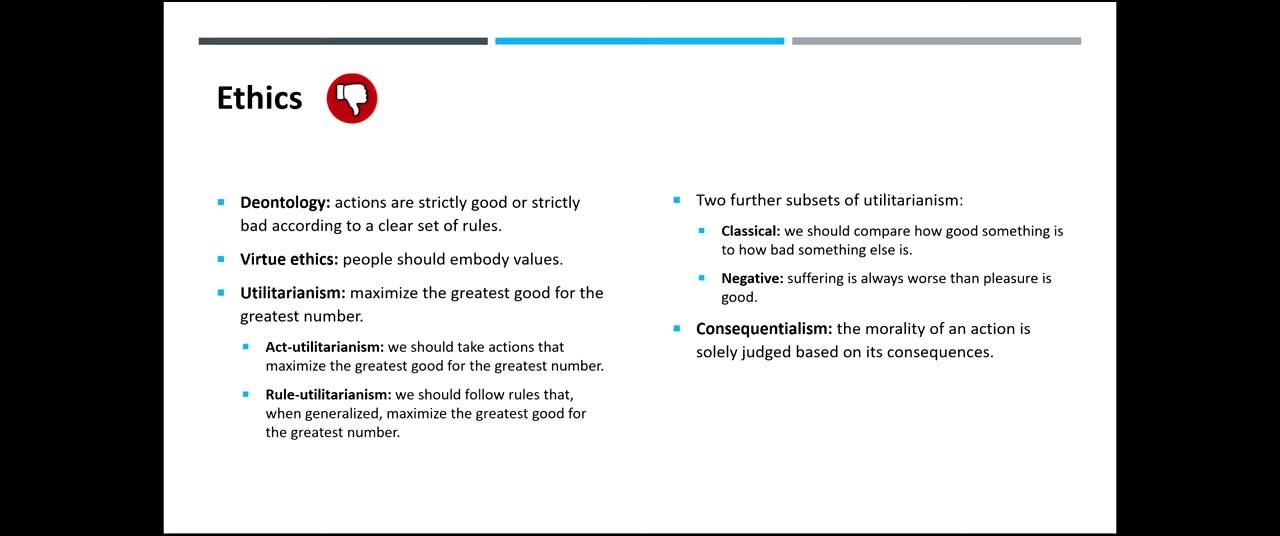 Ethics
Deontology: actions are strictly good or strictly
bad according to a clear set of rules.
Virtue ethics: people should embody values.
Utilitarianism: maximize the greatest good for the
greatest number.
Act-utilitarianism: we should take actions that
maximize the greatest good for the greatest number.
Rule-utilitarianism: we should follow rules that,
when generalized, maximize the greatest good for
the greatest number.
Two further subsets of utilitarianism:
Classical: we should compare how good something is
to how bad something else is.
Negative: suffering is always worse than pleasure is
good.
Consequentialism: the morality of an action is
solely judged based on its consequences.